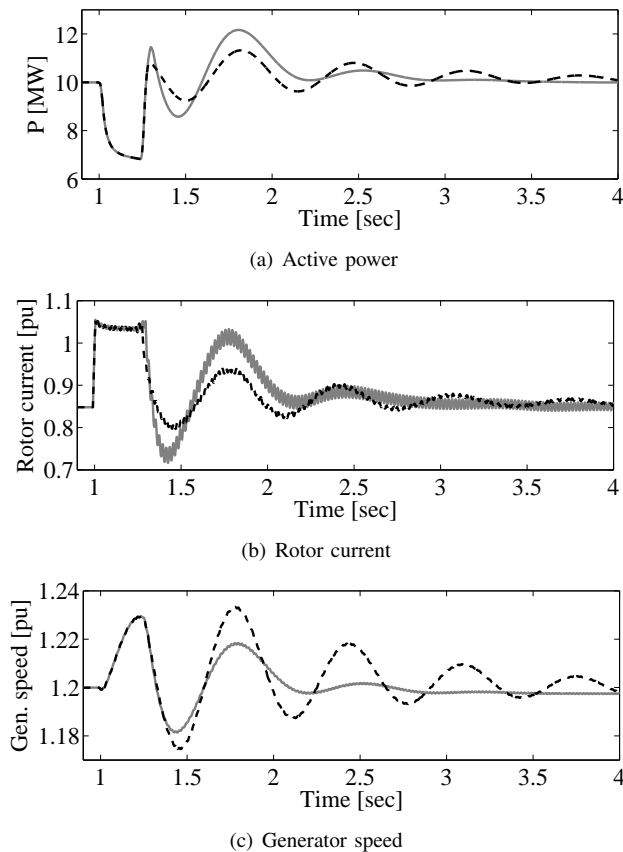 12
10
8
6
P [MW]
1 1.5 2 2.5 3 3.5 4
Time [sec]
(a) Active power
1.1
1
0.9
0.8
0.7
Rotor current [pu]
1 1.5 2 2.5 3 3.5 4
Time [sec]
(b) Rotor current
1.24
1.22
1.2
1.18
Gen. speed [pu]
1 1.5 2 2.5 3 3.5 4
Time [sec]
(c) Generator speed